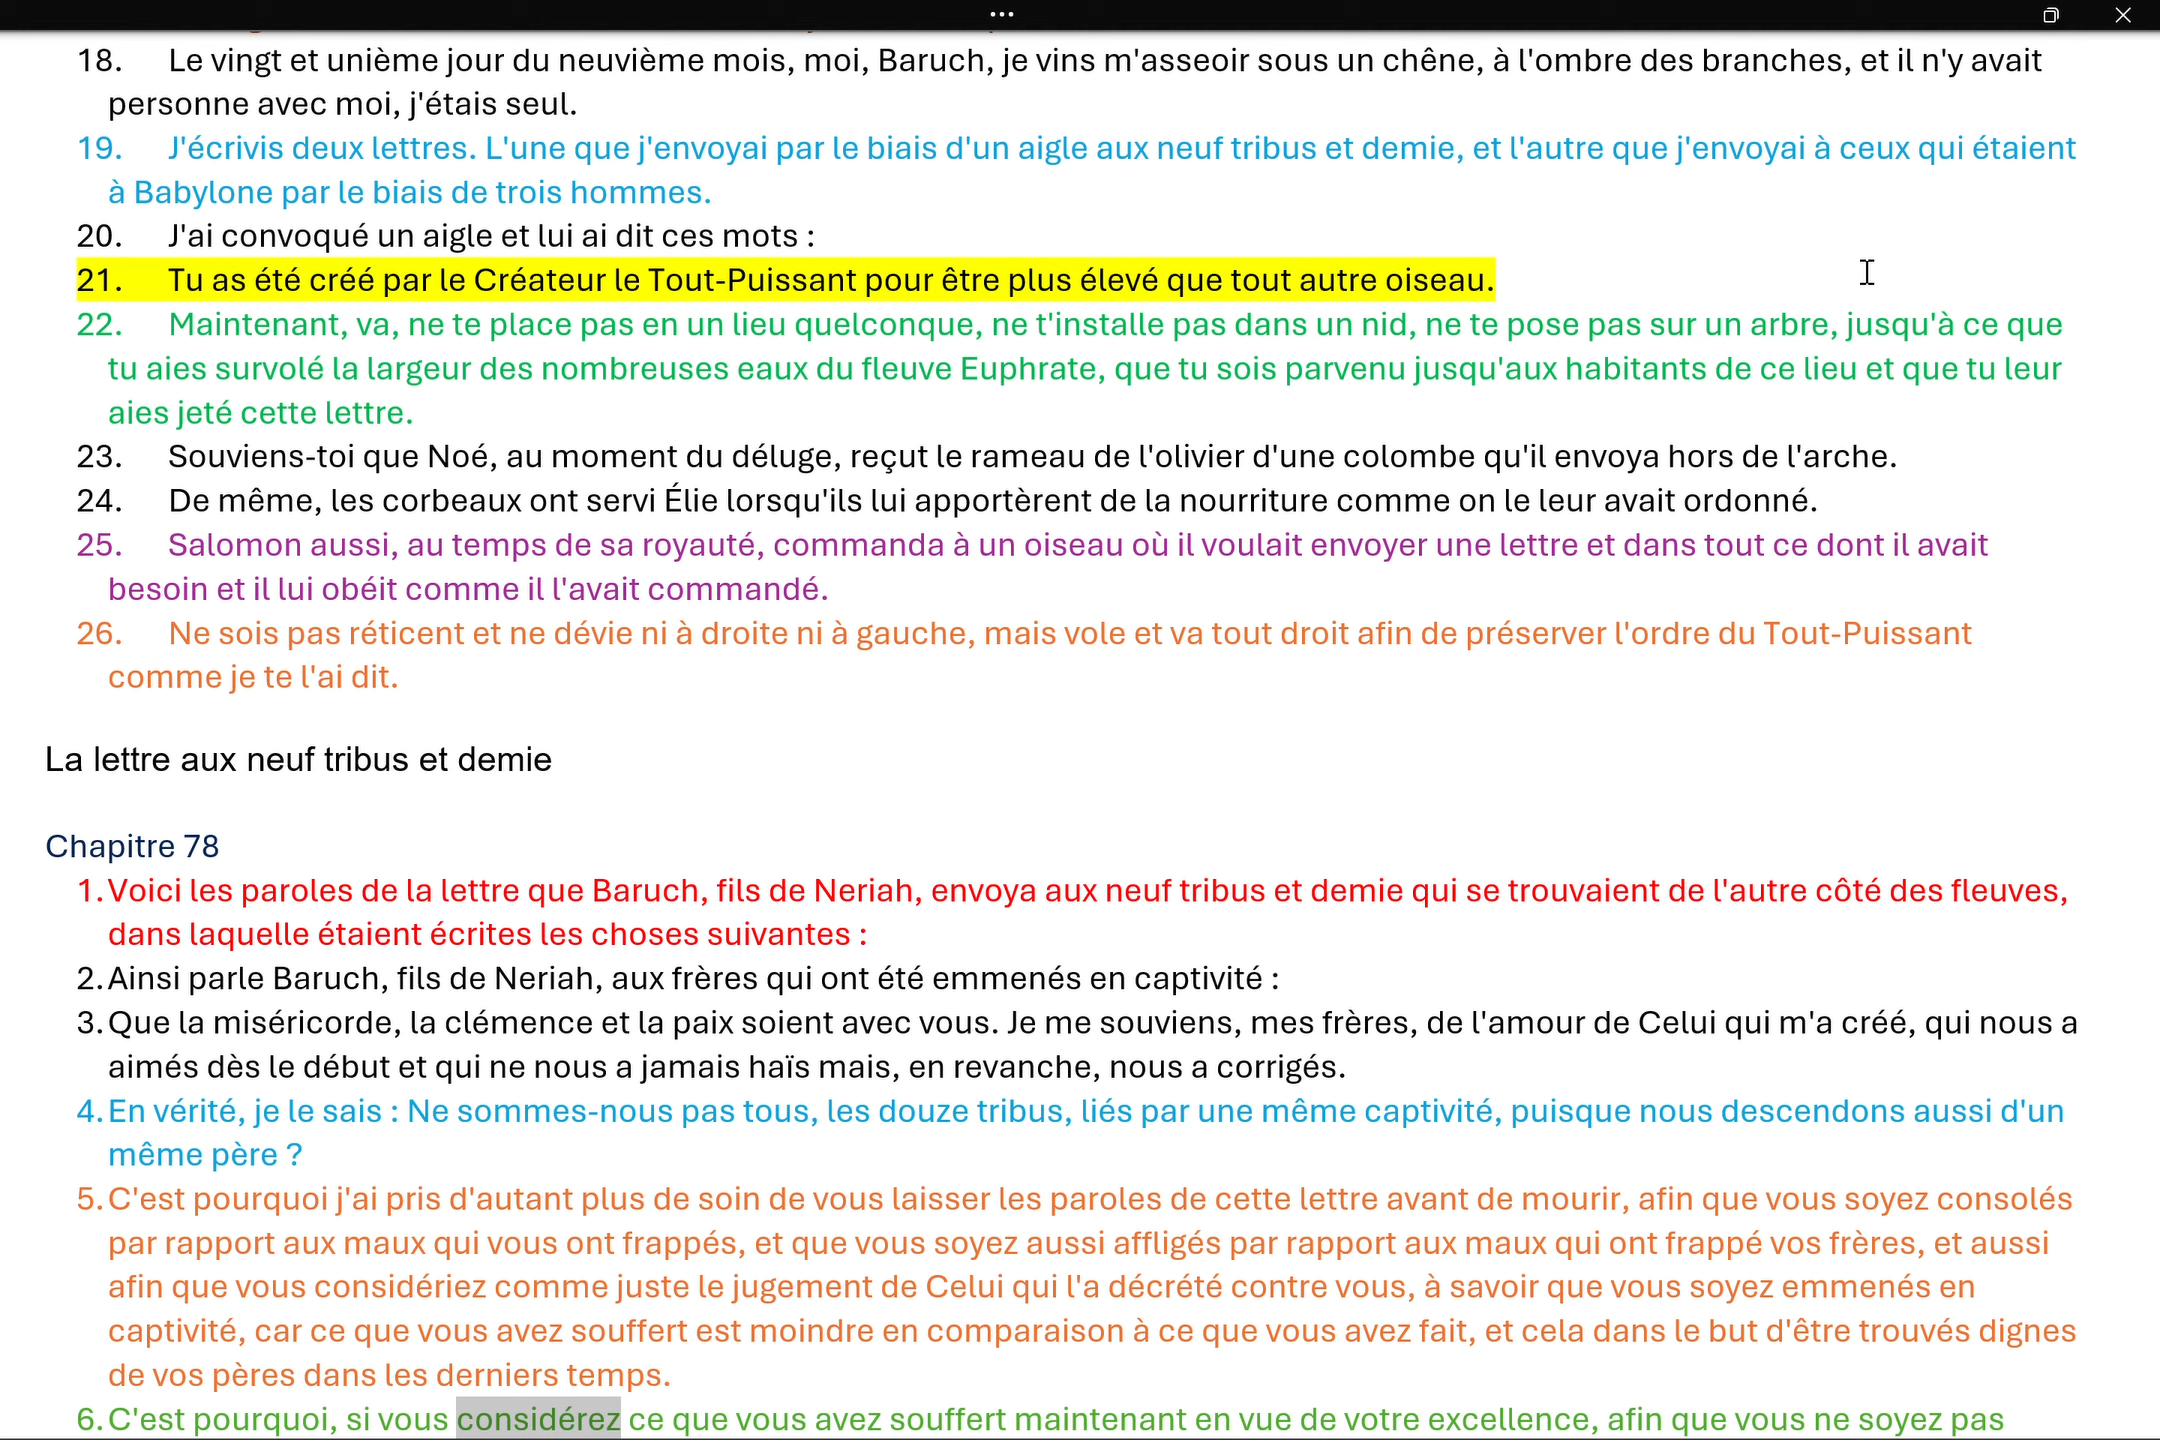 18. Le vingt et unième jour du neuvième mois, moi, Baruch, je vins m'asseoir sous un chêne, à l'ombre des branches, et il n'y avait
personne avec moi, j'étais seul.
19. J'écrivis deux lettres. L'une que j'envoyai par le biais d'un aigle aux neuf tribus et demie, et l'autre que j'envoyai à ceux qui étaient
à Babylone par le biais de trois hommes.
20. J'ai convoqué un aigle et lui ai dit ces mots :
21. Tu as été créé par le Créateur le Tout-Puissant pour être plus élevé que tout autre oiseau.
22. Maintenant, va, ne te place pas en un lieu quelconque, ne t'installe pas dans un nid, ne te pose pas sur un arbre, jusqu'à ce que
tu aies survolé la largeur des nombreuses eaux du fleuve Euphrate, que tu sois parvenu jusqu'aux habitants de ce lieu et que tu leur
aies jeté cette lettre.
23. Souviens-toi que Noé, au moment du déluge, reçut le rameau de l'olivier d'une colombe qu'il envoya hors de l'arche.
24. De même, les corbeaux ont servi Élie lorsqu'ils lui apportèrent de la nourriture comme on le leur avait ordonné.
25. Salomon aussi, au temps de sa royauté, commanda à un oiseau où il voulait envoyer une lettre et dans tout ce dont il avait
besoin et il lui obéit comme il l'avait commandé.
26. Ne sois pas réticent et ne dévie ni à droite ni à gauche, mais vole et va tout droit afin de préserver l'ordre du Tout-Puissant
comme je te l'ai dit.
La lettre aux neuf tribus et demie
Chapitre 78
1. Voici les paroles de la lettre que Baruch, fils de Neriah, envoya aux neuf tribus et demie qui se trouvaient de l'autre côté des fleuves,
dans laquelle étaient écrites les choses suivantes :
2. Ainsi parle Baruch, fils de Neriah, aux frères qui ont été emmenés en captivité :
3. Que la miséricorde, la clémence et la paix soient avec vous. Je me souviens, mes frères, de l'amour de Celui qui m'a créé, qui nous a
aimés dès le début et qui ne nous a jamais haïs mais, en revanche, nous a corrigés.
4. En vérité, je le sais : Ne sommes-nous pas tous, les douze tribus, liés par une même captivité, puisque nous descendons aussi d'un
même père ?
5. C'est pourquoi j'ai pris d'autant plus de soin de vous laisser les paroles de cette lettre avant de mourir, afin que vous soyez consolés
par rapport aux maux qui vous ont frappés, et que vous soyez aussi affligés par rapport aux maux qui ont frappé vos frères, et aussi
afin que vous considériez comme juste le jugement de Celui qui l'a décrété contre vous, à savoir que vous soyez emmenés en
captivité, car ce que vous avez souffert est moindre en comparaison à ce que vous avez fait, et cela dans le but d'être trouvés dignes
de vos pères dans les derniers temps.
6. C'est pourquoi, si vous considérez ce que vous avez souffert maintenant en vue de votre excellence, afin que vous ne soyez pas